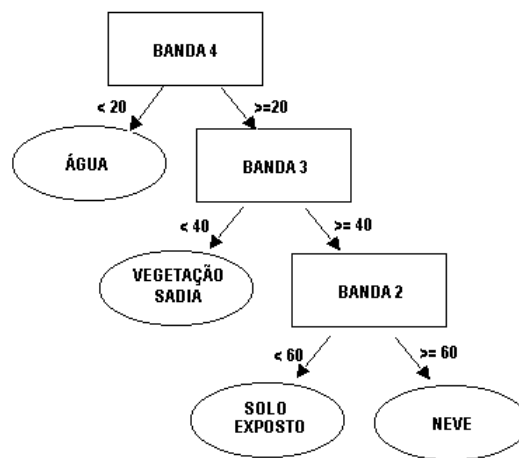 BANDA 4
< 20
>=20
ÁGUA
BANDA 3
< 40
>= 40
VEGETAÇÃO
SADIA
BANDA 2
< 60
>= 60
SOLO
EXPOSTO
NEVE